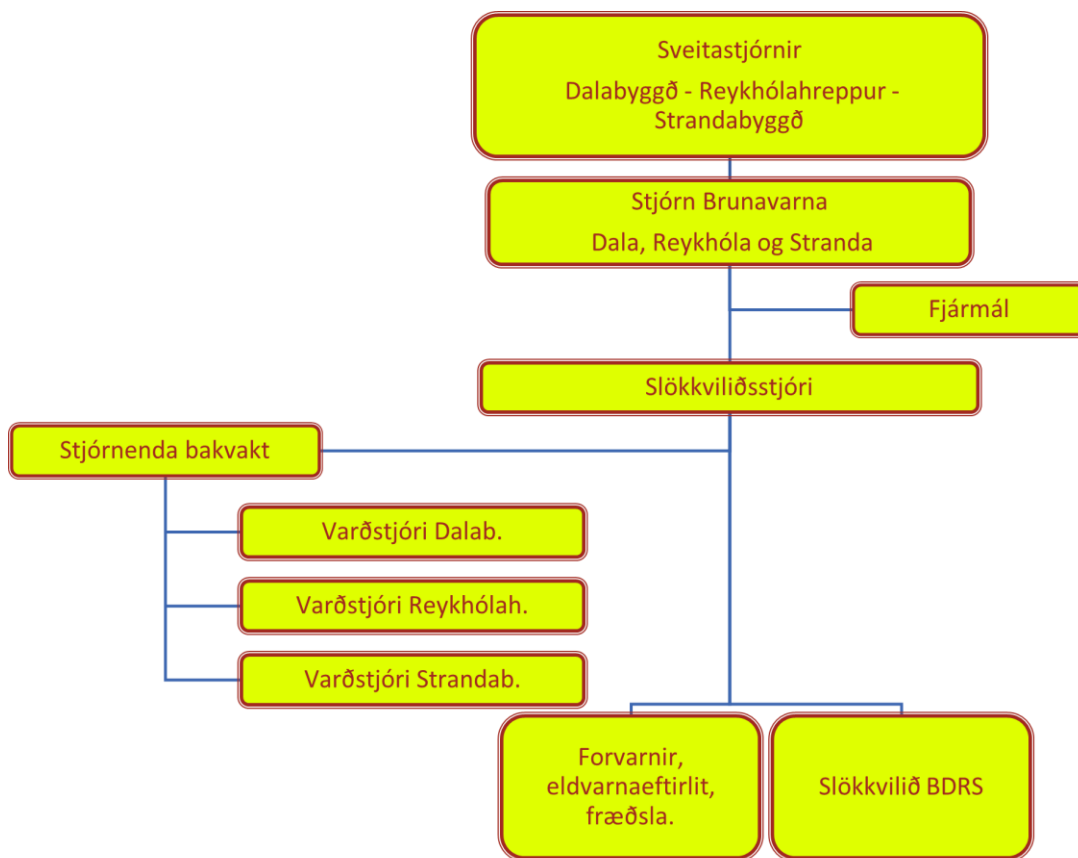 Sveitastjórnir
Dalabyggð - Reykhólahreppur -
Strandabyggð
Stjórn Brunavarna
Dala, Reykhóla og Stranda
Fjármál
Slökkviliðsstjóri
Stjórnenda bakvakt
Varðstjóri Dalab.
Varðstjóri Reykhólah.
Varðstjóri Strandab.
Forvarnir,
eldvarnaeftirlit,
fræðsla.
Slökkvilið BDRS